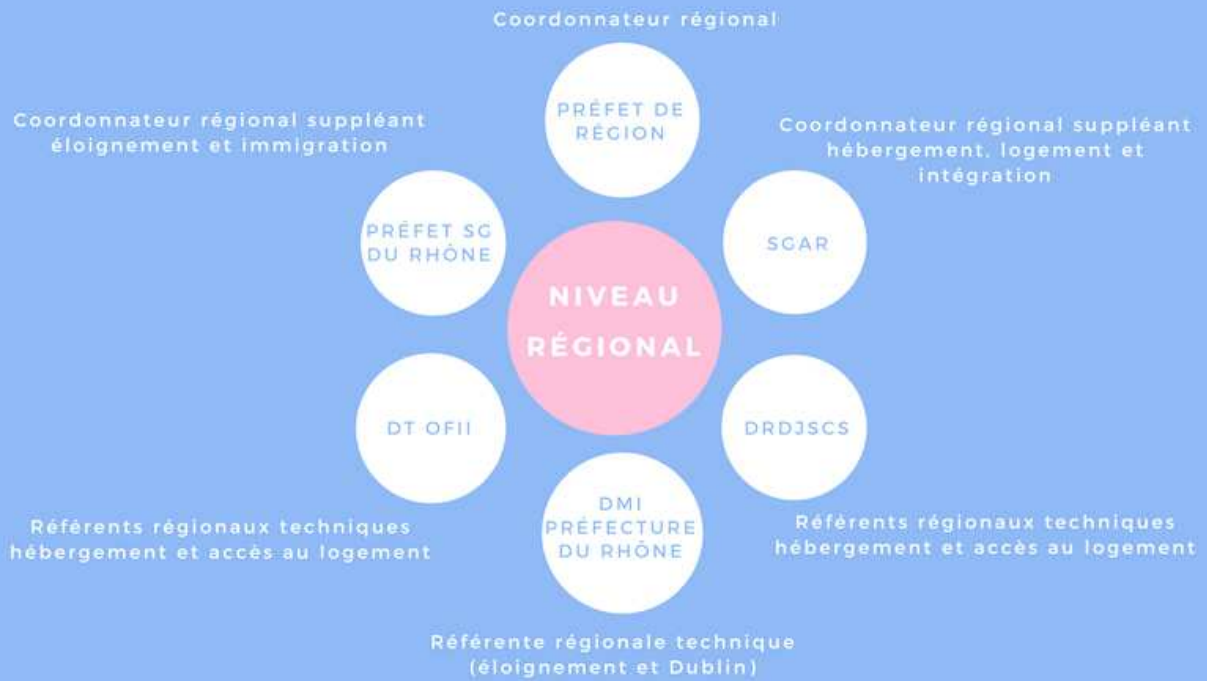 Coordonnateur régional
PRÉFET DE
RÉGION
Coordonnateur régional suppléant
éloignement et immigration
Coordonnateur régional suppléant
hébergement, logement et
intégration
PRÉFET SG
DU RHÔNE
SGAR
NIVEAU
RÉGIONAL
DT OFII
DRDJSCS
DMI
PRÉFECTURE
DU RHÔNE
Référents régionaux techniques
hébergement et accès au logement
Référents régionaux techniques
hébergement et accès au logement
Référente régionale technique
(éloignement et Dublin)